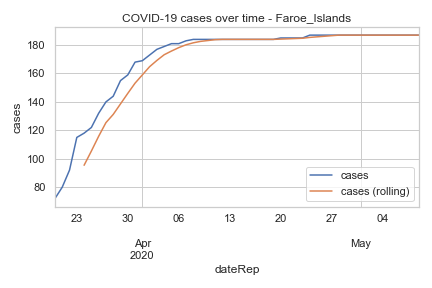 COVID-19 cases over time - Faroe_Islands
cases
180
160
140
120
100
80
cases
cases (rolling)
23 30 06 13 20 27 04
Apr May
2020
dateRep